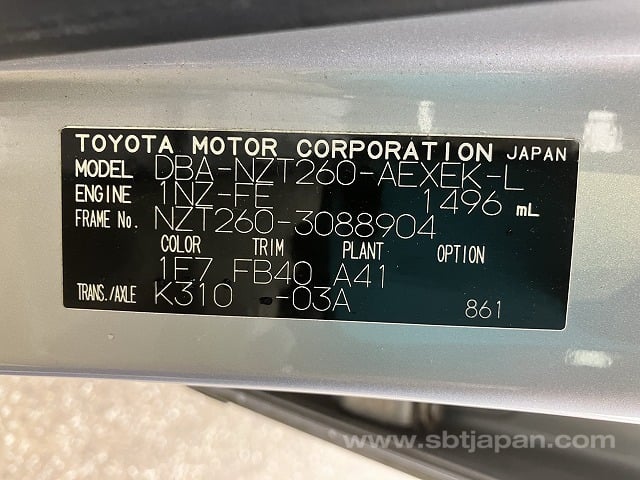 TOYOTA MOTOR CORPORATION JAPAN
MODEL DBA-NZT260-AEXEK-L
ENGINE 1NZ-FE 1496 mL
FRAME No. NZT260-3088904
COLOR TRIM PLANT OPTION
1E7 FB40 A41
TRANS./AXLE K310 -03A 861
www.sbtjapan.com